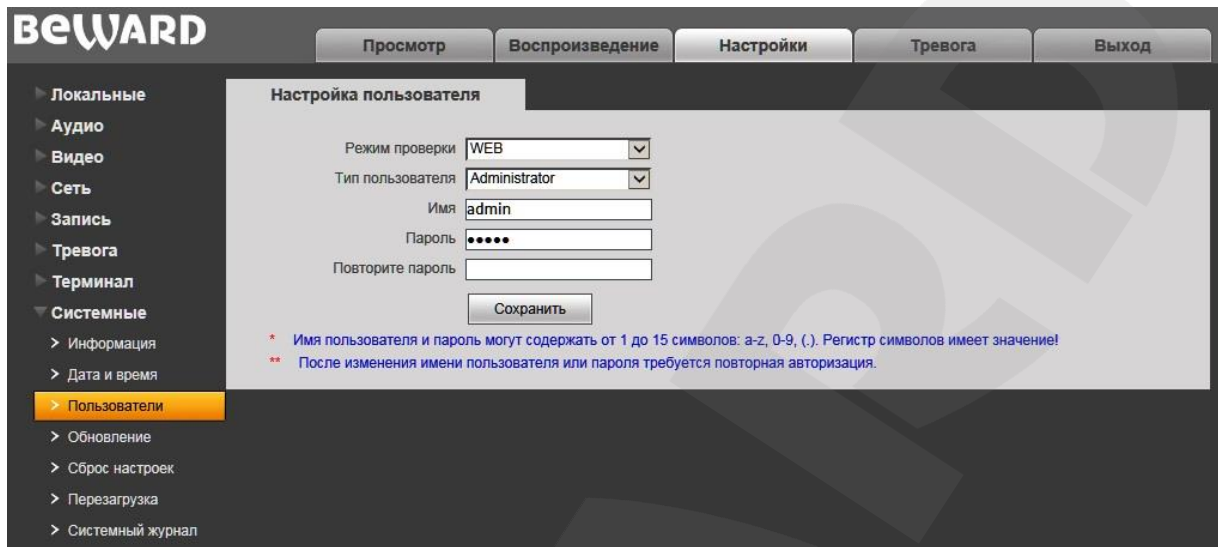 BEWARD
Просмотр Воспроизведение Настройки Тревога Выход
Локальные
Аудио
Видео
Сеть
Запись
Тревога
Терминал
Системные
> Информация
> Дата и время
> Пользователи
> Обновление
> Сброс настроек
> Перезагрузка
> Системный журнал
Настройка пользователя
Режим проверки WEB
Тип пользователя Administrator
Имя admin
Пароль •••••
Повторите пароль
Сохранить
* Имя пользователя и пароль могут содержать от 1 до 15 символов: a-z, 0-9, (.). Регистр символов имеет значение!
** После изменения имени пользователя или пароля требуется повторная авторизация.